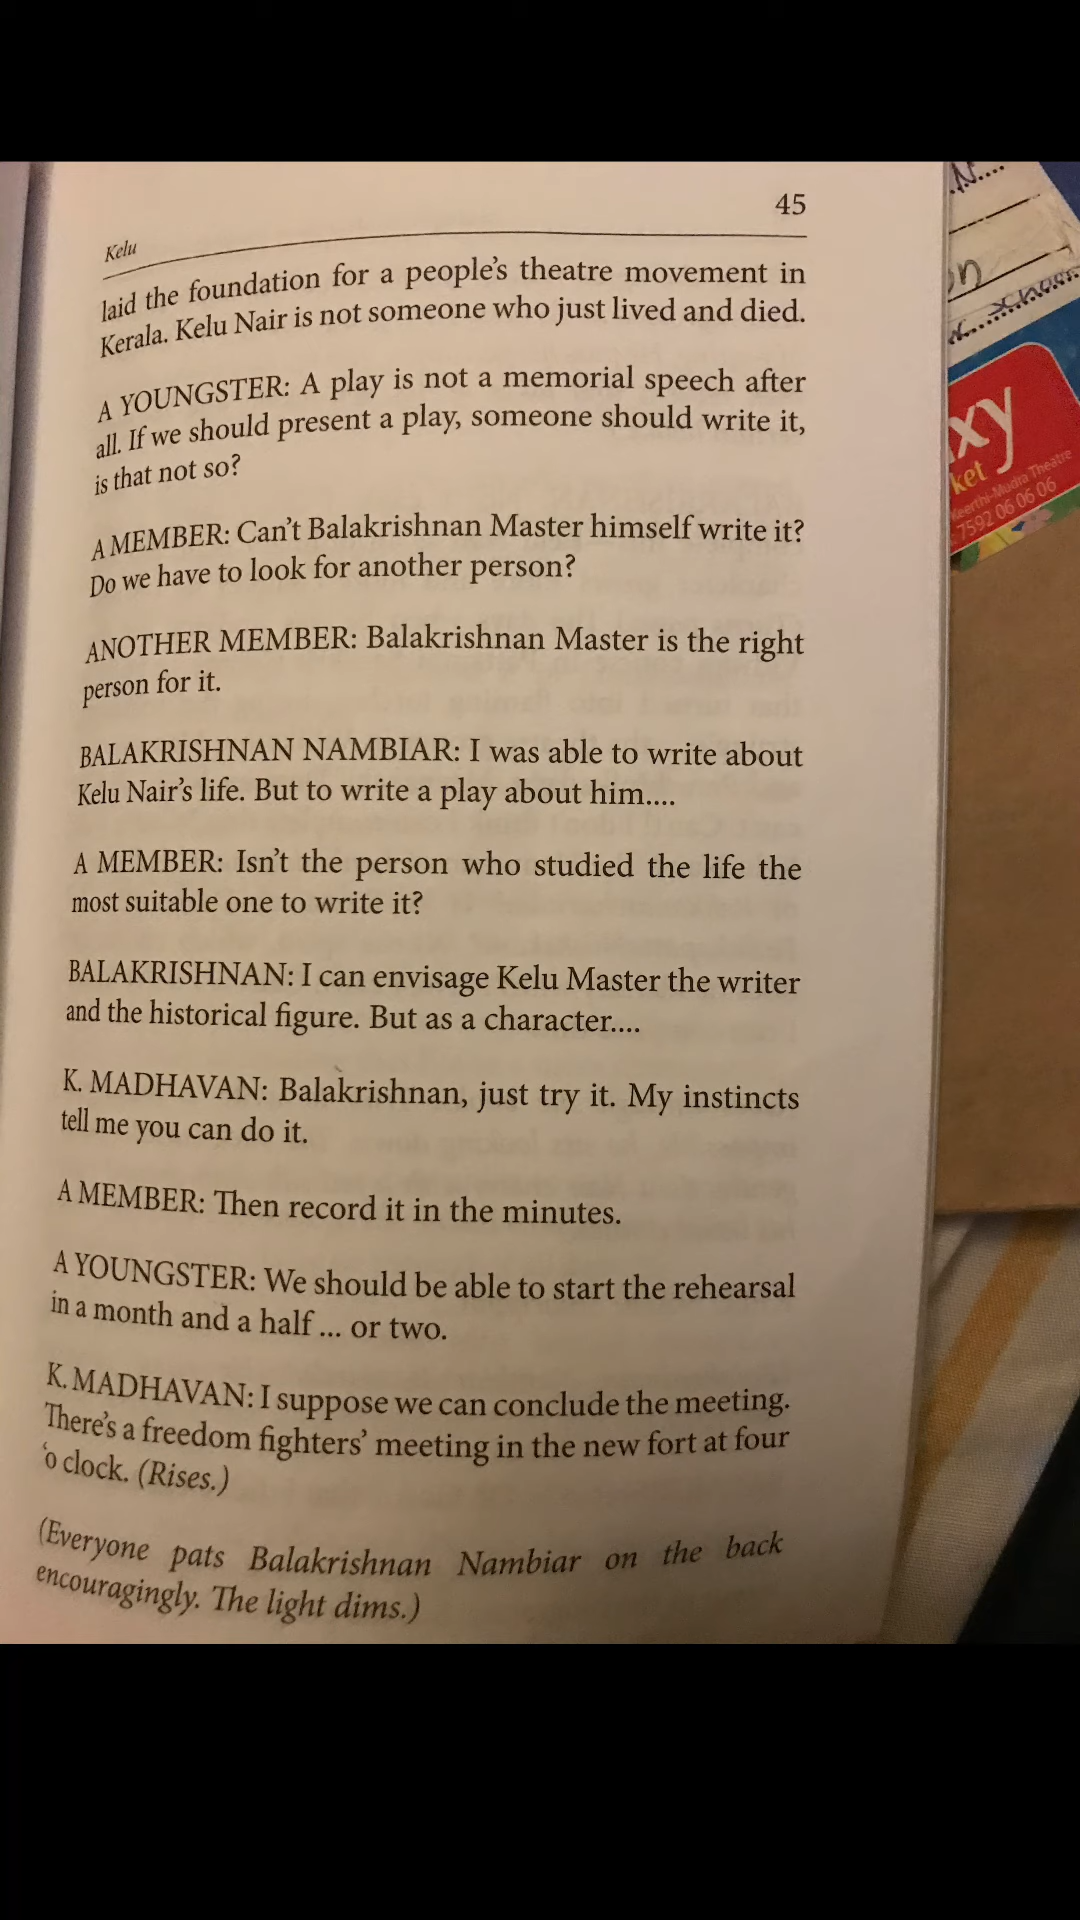 45
Kelu
laid the foundation for a people's theatre movement in
Kerala. Kelu Nair is not someone who just lived and died.
A YOUNGSTER: A play is not a memorial speech after
all. If we should present a play, someone should write it,
is that not so?
A MEMBER: Can't Balakrishnan Master himself write it?
Do we have to look for another person?
ANOTHER MEMBER: Balakrishnan Master is the right
person for it.
BALAKRISHNAN NAMBIAR: I was able to write about
Kelu Nair's life. But to write a play about him....
A MEMBER: Isn't the person who studied the life the
most suitable one to write it?
BALAKRISHNAN: I can envisage Kelu Master the writer
and the historical figure. But as a character....
K. MADHAVAN: Balakrishnan, just try it. My instincts
tell me you can do it.
A MEMBER: Then record it in the minutes.
A YOUNGSTER: We should be able to start the rehearsal
in a month and a half ... or two.
K. MADHAVAN: I suppose we can conclude the meeting.
There's a freedom fighters' meeting in the new fort at four
'o clock. (Rises.)
(Everyone pats Balakrishnan Nambiar on the back
encouragingly. The light dims.)
xy
ket
Keerthi-Mudra Theatre
7592 06 06 06